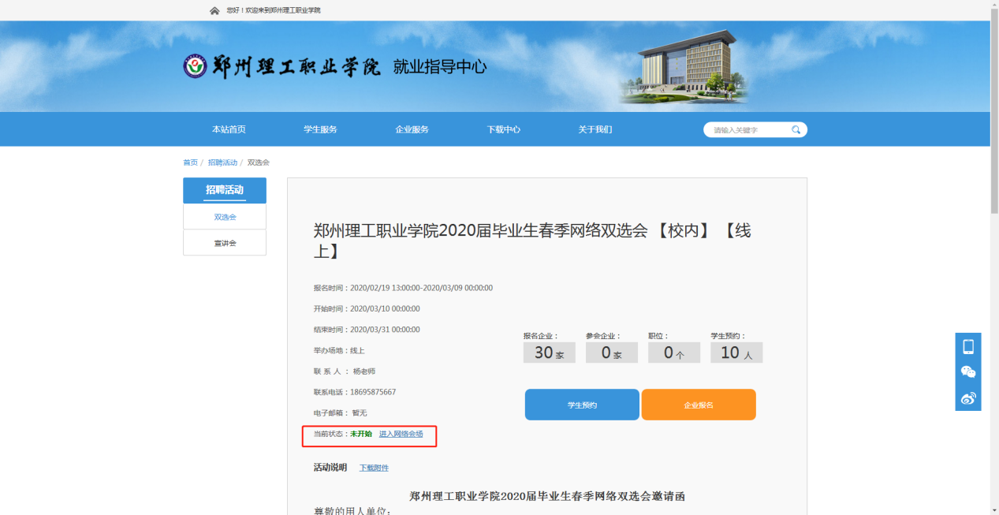 您好！欢迎来到郑州理工职业学院
郑州理工职业学院 就业指导中心
本站首页 学生服务 企业服务 下载中心 关于我们 请输入关键字
首页 / 招聘活动 / 双选会
招聘活动
双选会
宣讲会
郑州理工职业学院2020届毕业生春季网络双选会 【校内】 【线
上】
报名时间：2020/02/19 13:00:00-2020/03/09 00:00:00
开始时间：2020/03/10 00:00:00
结束时间：2020/03/31 00:00:00
举办场地：线上
联 系 人 ： 杨老师
联系电话：18695875667
电子邮箱： 暂无
当前状态：未开始 进入网络会场
报名企业： 参会企业： 职位： 学生预约：
30 家 0 家 0 个 10 人
学生预约 企业报名
活动说明 下载附件
郑州理工职业学院2020届毕业生春季网络双选会邀请函
尊敬的用人单位：